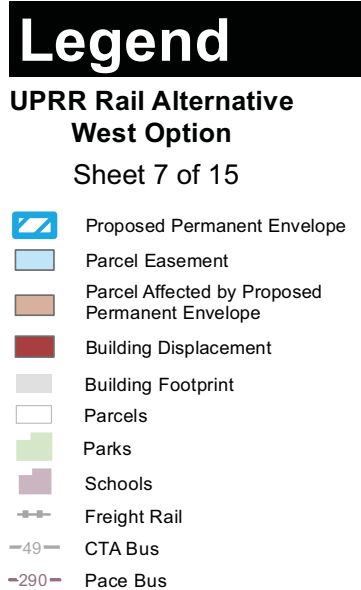 Legend
UPRR Rail Alternative
West Option
Sheet 7 of 15
Proposed Permanent Envelope
Parcel Easement
Parcel Affected by Proposed
Permanent Envelope
Building Displacement
Building Footprint
Parcels
Parks
Schools
Freight Rail
49 CTA Bus
290 Pace Bus